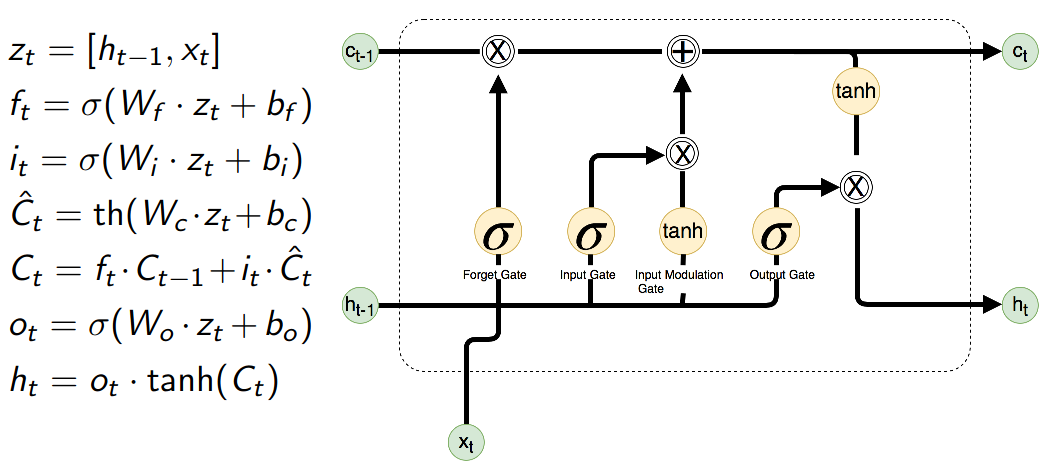 z_t = [h_{t−1}, x_t]
f_t = σ(W_f · z_t + b_f)
i_t = σ(W_i · z_t + b_i)
Ĉ_t = th(W_c·z_t+b_c)
C_t = f_t·C_{t−1}+i_t·Ĉ_t
o_t = σ(W_o·z_t+b_o)
h_t = o_t · tanh(C_t)
c_{t-1}
X
+
c_t
tanh
X
X
σ
σ
tanh
σ
Forget Gate
Input Gate
Input Modulation
Gate
Output Gate
h_{t-1}
h_t
x_t